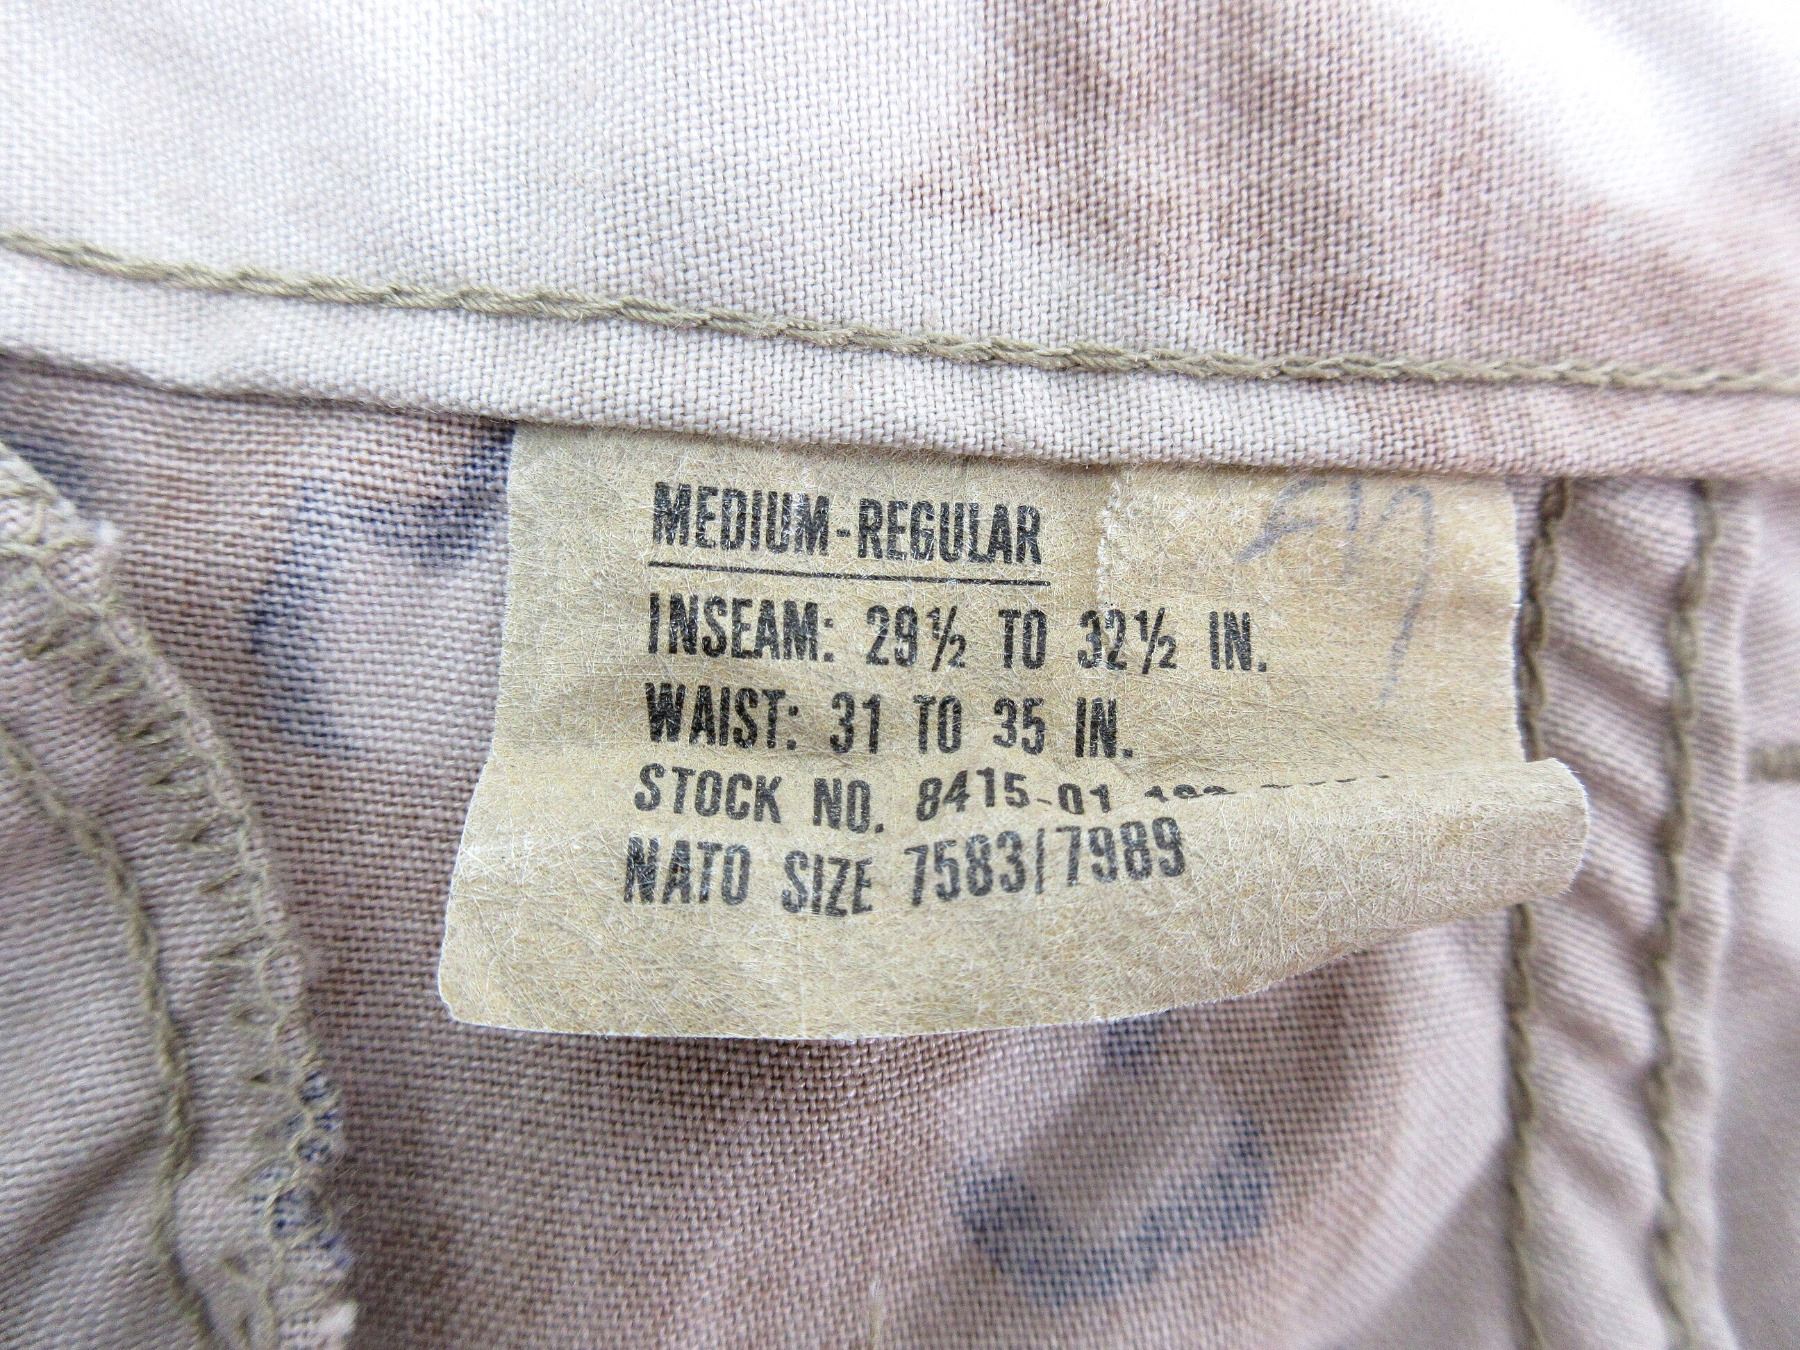 MEDIUM-REGULAR
INSEAM: 29½ TO 32½ IN.
WAIST: 31 TO 35 IN.
STOCK NO. 8415-01
NATO SIZE 7583/7989